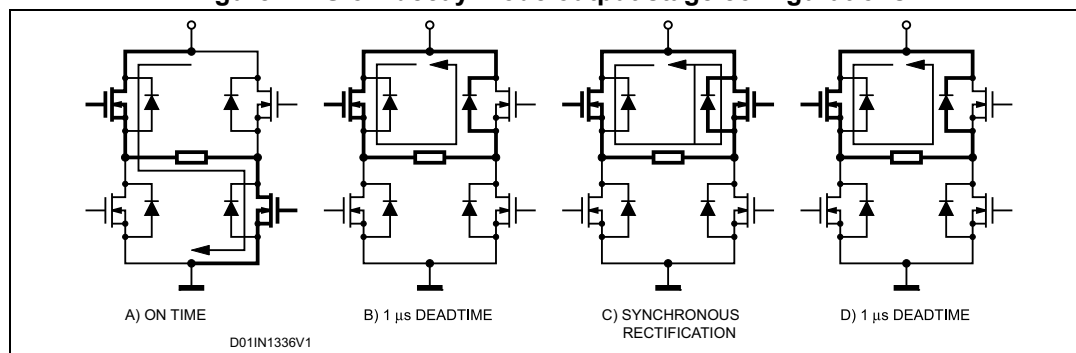 A) ON TIME
B) 1 μs DEADTIME
C) SYNCHRONOUS
RECTIFICATION
D) 1 μs DEADTIME
D01IN1336V1